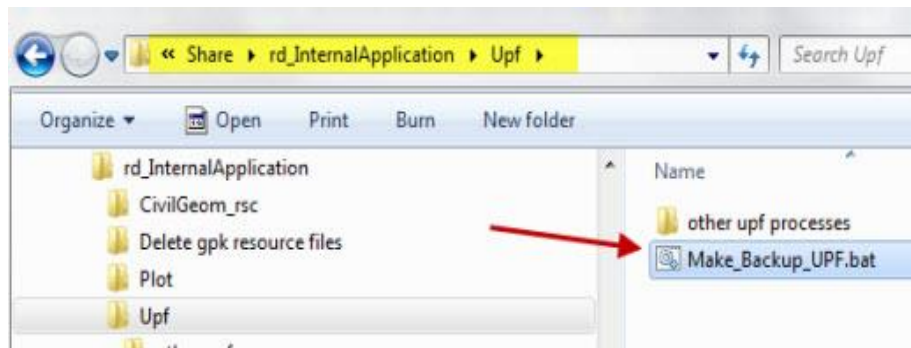 « Share ▸ rd_InternalApplication ▸ Upf ▸
Search Upf
Organize ▾ Open Print Burn New folder
rd_InternalApplication
CivilGeom_rsc
Delete gpk resource files
Plot
Upf
Name
other upf processes
Make_Backup_UPF.bat